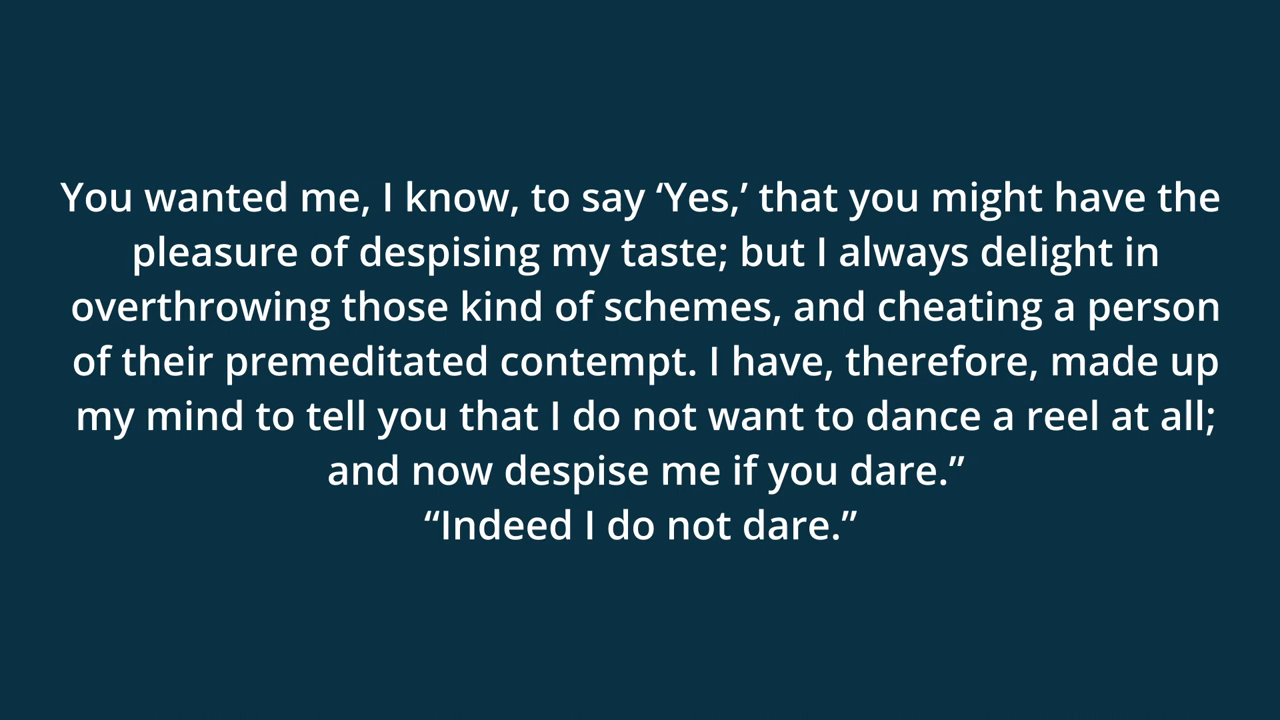 You wanted me, I know, to say ‘Yes,’ that you might have the
pleasure of despising my taste; but I always delight in
overthrowing those kind of schemes, and cheating a person
of their premeditated contempt. I have, therefore, made up
my mind to tell you that I do not want to dance a reel at all;
and now despise me if you dare.”
“Indeed I do not dare.”